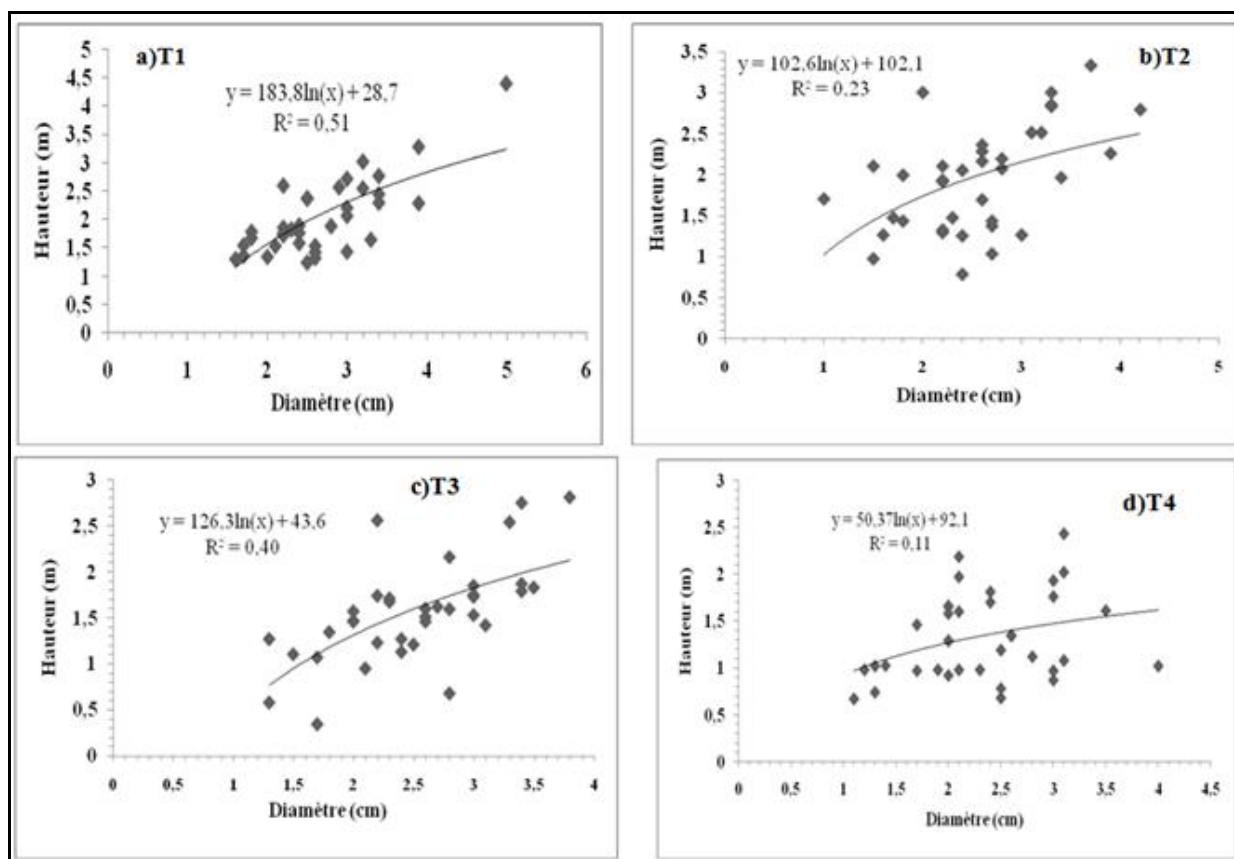 a)T1
y = 183,8ln(x) + 28,7
R² = 0,51
Hauteur (m)
5
4,5
4
3,5
3
2,5
2
1,5
1
0,5
0
0 1 2 3 4 5 6
Diamètre (cm)
b)T2
y = 102,6ln(x) + 102,1
R² = 0,23
Hauteur (m)
3,5
3
2,5
2
1,5
1
0,5
0
0 1 2 3 4 5
Diamètre (cm)
c)T3
y = 126,3ln(x) + 43,6
R² = 0,40
Hauteur (m)
3
2,5
2
1,5
1
0,5
0
0 0,5 1 1,5 2 2,5 3 3,5 4
Diamètre (cm)
d)T4
y = 50,37ln(x) + 92,1
R² = 0,11
Hauteur (m)
3
2,5
2
1,5
1
0,5
0
0 0,5 1 1,5 2 2,5 3 3,5 4 4,5
Diamètre (cm)